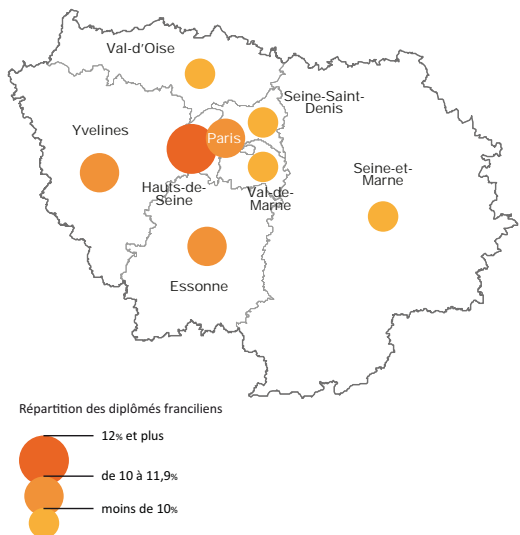 Val-d'Oise
Seine-Saint-
Denis
Yvelines
Paris
Seine-et-
Marne
Hauts-de-
Seine
Val-de-
Marne
Essonne
Répartition des diplômés franciliens
12% et plus
de 10 à 11,9%
moins de 10%